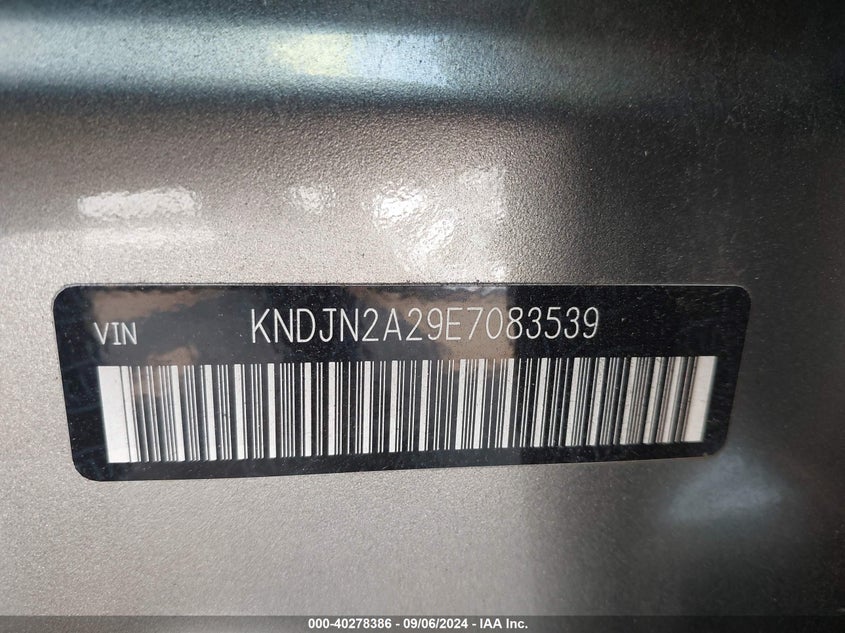 VIN KNDJN2A29E7083539
000-40278386 - 09/06/2024 - IAA Inc.